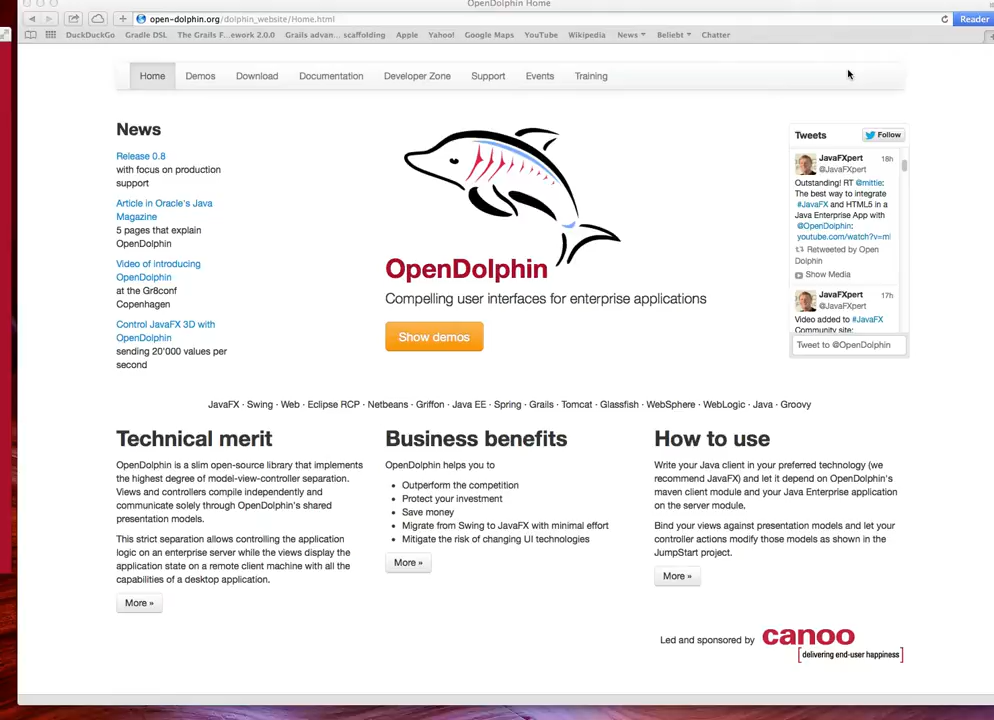 OpenDolphin Home
open-dolphin.org/dolphin_website/Home.html
Reader
DuckDuckGo Gradle DSL The Grails F...ework 2.0.0 Grails advan... scaffolding Apple Yahoo! Google Maps YouTube Wikipedia News Beliebt Chatter
Home Demos Download Documentation Developer Zone Support Events Training
News
Release 0.8
with focus on production
support
Article in Oracle's Java
Magazine
5 pages that explain
OpenDolphin
Video of introducing
OpenDolphin
at the Gr8conf
Copenhagen
Control JavaFX 3D with
OpenDolphin
sending 20'000 values per
second
OpenDolphin
Compelling user interfaces for enterprise applications
Show demos
Tweets Follow
JavaFXpert 18h
@JavaFXpert
Outstanding! RT @mittie:
The best way to integrate
#JavaFX and HTML5 in a
Java Enterprise App with
@OpenDolphin:
youtube.com/watch?v=m
Retweeted by Open
Dolphin
Show Media
JavaFXpert 17h
@JavaFXpert
Video added to #JavaFX
Community site:
Tweet to @OpenDolphin
JavaFX · Swing · Web · Eclipse RCP · Netbeans · Griffon · Java EE · Spring · Grails · Tomcat · Glassfish · WebSphere · WebLogic · Java · Groovy
Technical merit
OpenDolphin is a slim open-source library that implements
the highest degree of model-view-controller separation.
Views and controllers compile independently and
communicate solely through OpenDolphin's shared
presentation models.
This strict separation allows controlling the application
logic on an enterprise server while the views display the
application state on a remote client machine with all the
capabilities of a desktop application.
More »
Business benefits
OpenDolphin helps you to
• Outperform the competition
• Protect your investment
• Save money
• Migrate from Swing to JavaFX with minimal effort
• Mitigate the risk of changing UI technologies
More »
How to use
Write your Java client in your preferred technology (we
recommend JavaFX) and let it depend on OpenDolphin's
maven client module and your Java Enterprise application
on the server module.
Bind your views against presentation models and let your
controller actions modify those models as shown in the
JumpStart project.
More »
Led and sponsored by canoo
[delivering end-user happiness]